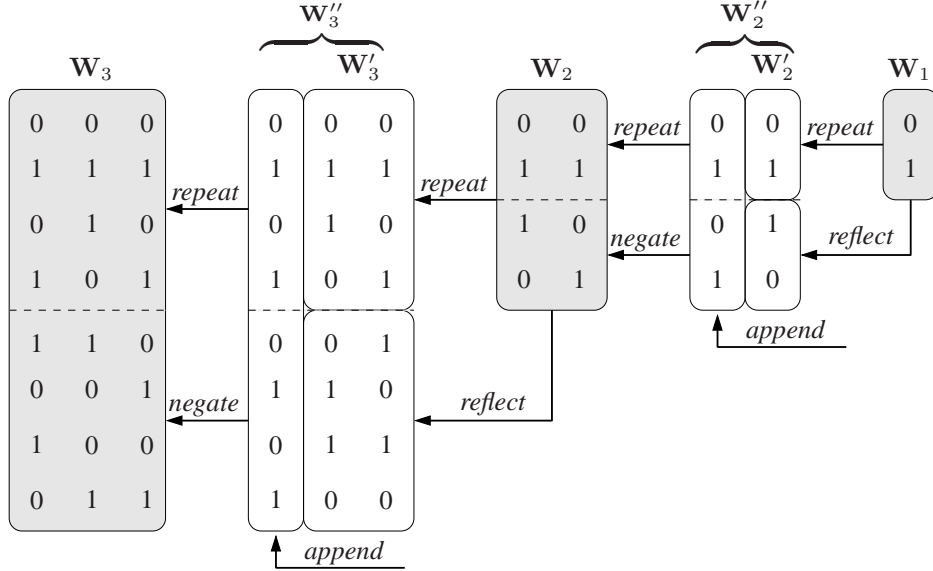 W''₃ W''₂
W₃ W'₃ W₂ W'₂ W₁
0 0 0 0 0 0 0 0 repeat 0 0 repeat 0
1 1 1 repeat 1 1 1 repeat 1 1 1 1 1
0 1 0 0 1 0 1 0 negate 0 1 reflect
1 0 1 1 0 1 0 1 1 0
append
1 1 0 0 0 1
0 0 1 negate 1 1 0 reflect
1 0 0 0 1 1
0 1 1 1 0 0
append